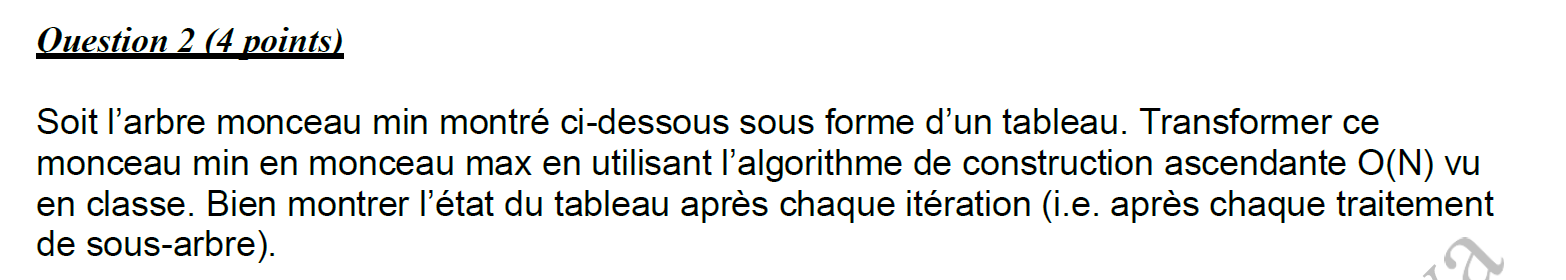 Question 2 (4 points)
Soit l'arbre monceau min montré ci-dessous sous forme d'un tableau. Transformer ce
monceau min en monceau max en utilisant l'algorithme de construction ascendante O(N) vu
en classe. Bien montrer l'état du tableau après chaque itération (i.e. après chaque traitement
de sous-arbre).